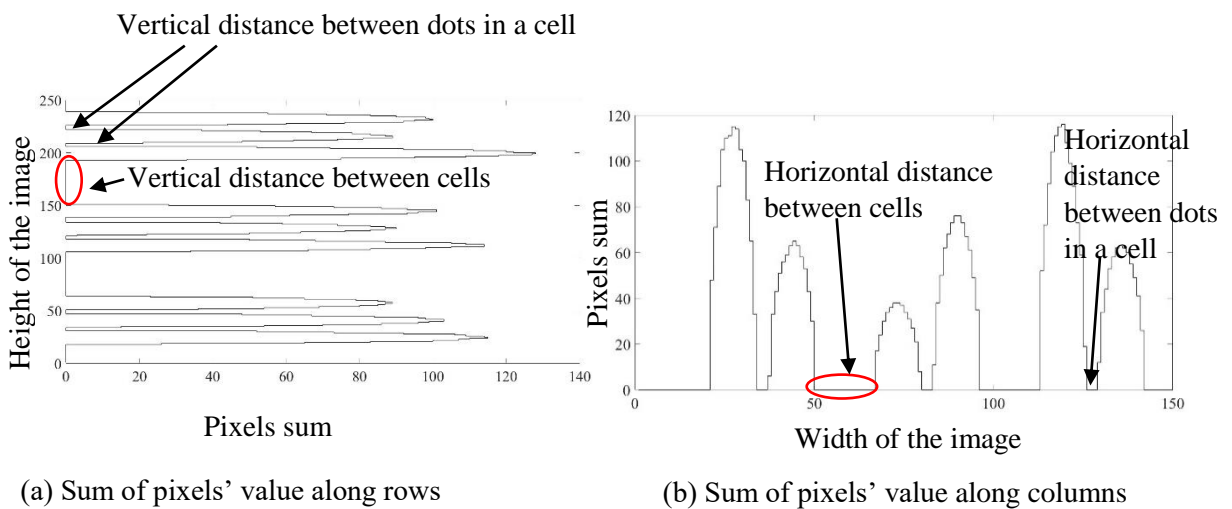 Vertical distance between dots in a cell
250
200
150
100
50
0
Height of the image
Vertical distance between cells
0 20 40 60 80 100 120 140
Pixels sum
(a) Sum of pixels’ value along rows
120
100
80
60
40
20
0
Pixels sum
Horizontal distance
between cells
Horizontal
distance
between dots
in a cell
0 50 100 150
Width of the image
(b) Sum of pixels’ value along columns